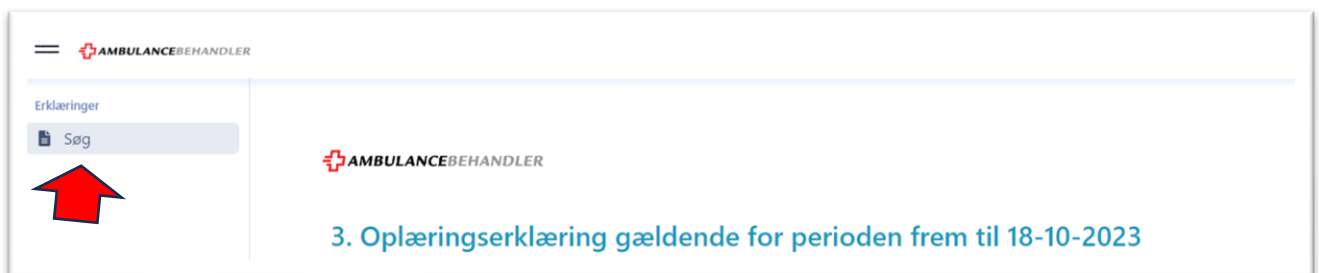 AMBULANCEBEHANDLER
Erklæringer
Søg
AMBULANCEBEHANDLER
3. Oplæringserklæring gældende for perioden frem til 18-10-2023